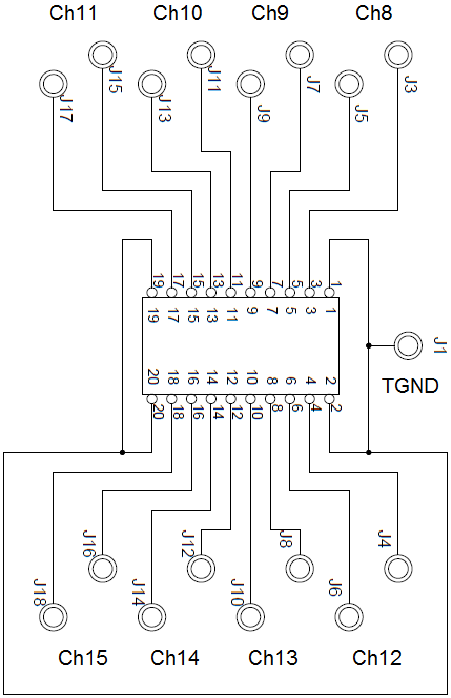 Ch11 Ch10 Ch9 Ch8
J15 J11 J7 J3
J17 J13 J9 J5
19 17 15 13 11 9 7 5 3 1
19 17 15 13 11 9 7 5 3 1
J1
TGND
20 18 16 14 12 10 8 6 4 2
20 18 16 14 12 10 8 6 4 2
J16 J12 J8 J4
J18 J14 J10 J6
Ch15 Ch14 Ch13 Ch12